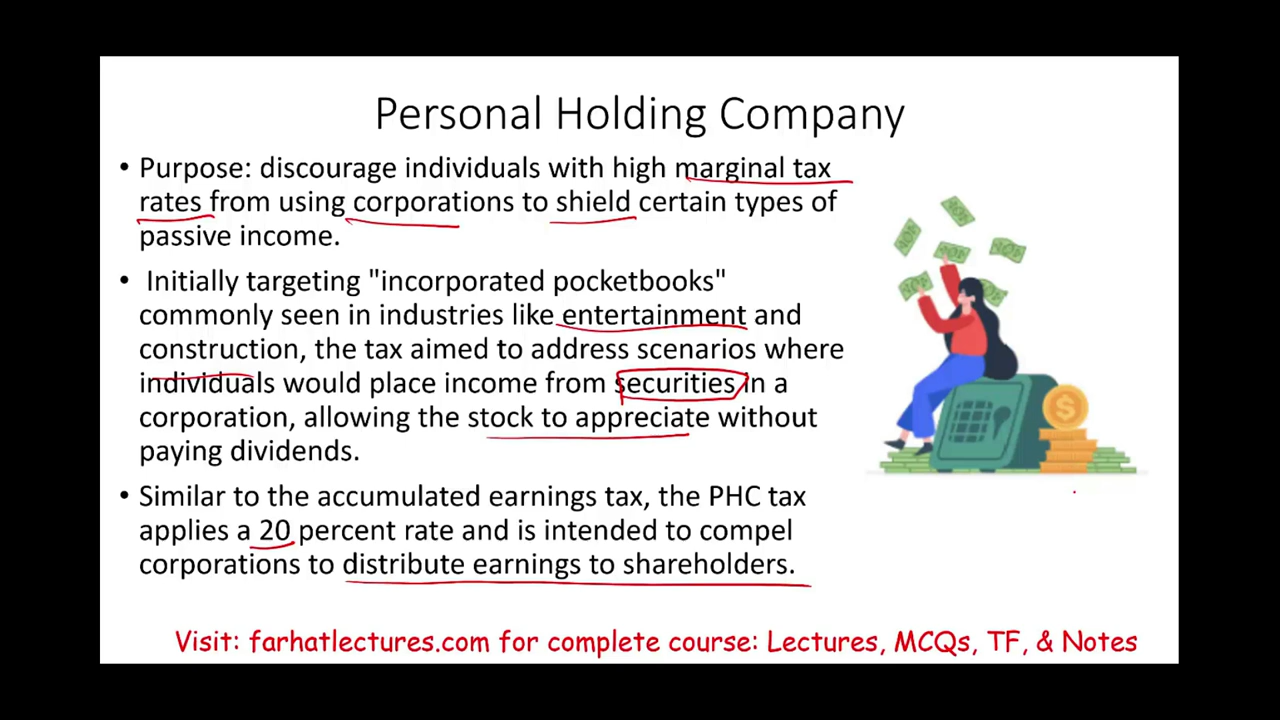 Personal Holding Company
• Purpose: discourage individuals with high marginal tax
rates from using corporations to shield certain types of
passive income.
• Initially targeting "incorporated pocketbooks"
commonly seen in industries like entertainment and
construction, the tax aimed to address scenarios where
individuals would place income from securities in a
corporation, allowing the stock to appreciate without
paying dividends.
• Similar to the accumulated earnings tax, the PHC tax
applies a 20 percent rate and is intended to compel
corporations to distribute earnings to shareholders.
Visit: farhatlectures.com for complete course: Lectures, MCQs, TF, & Notes